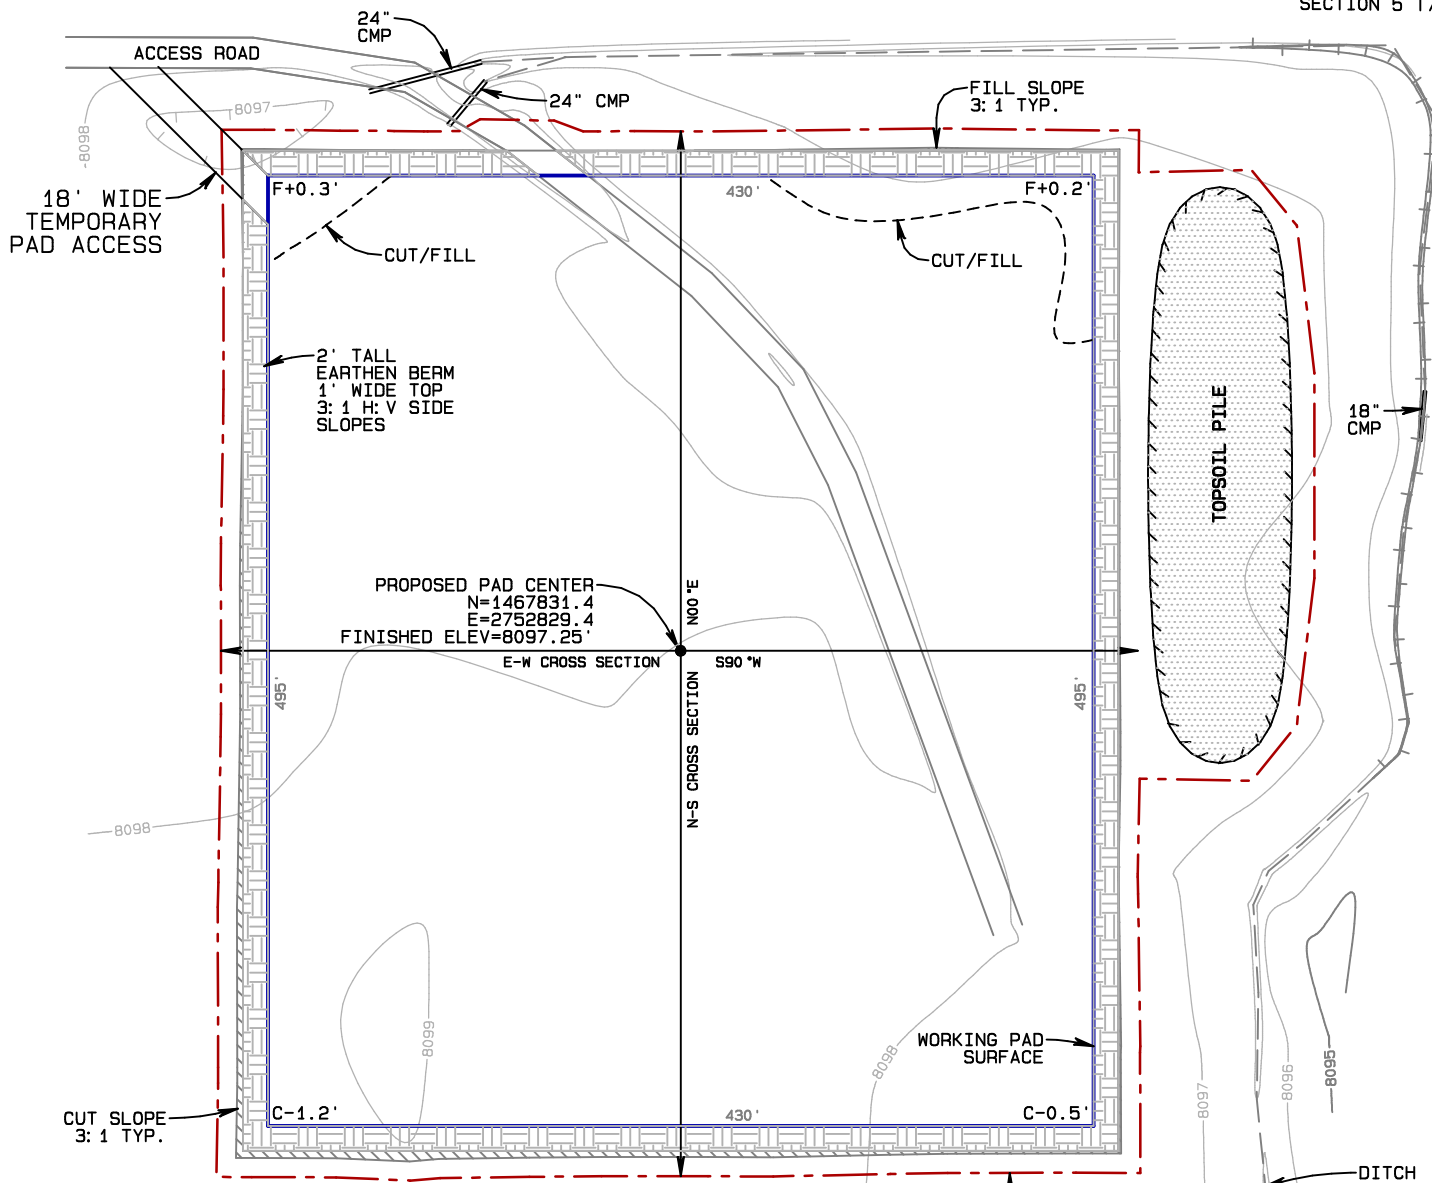 SECTION 5 T
24"
CMP
ACCESS ROAD
24" CMP
FILL SLOPE
3:1 TYP.
8097
8098
18' WIDE
TEMPORARY
PAD ACCESS
F+0.3'
430'
F+0.2'
CUT/FILL
CUT/FILL
2' TALL
EARTHEN BERM
1' WIDE TOP
3:1 H:V SIDE
SLOPES
TOPSOIL PILE
18"
CMP
PROPOSED PAD CENTER
N=1467831.4
E=2752829.4
FINISHED ELEV=8097.25'
N00°E
E-W CROSS SECTION
S90°W
495'
N-S CROSS SECTION
495'
8098
8099
8098
WORKING PAD
SURFACE
8097
8096
8095
CUT SLOPE
3:1 TYP.
C-1.2'
430'
C-0.5'
DITCH